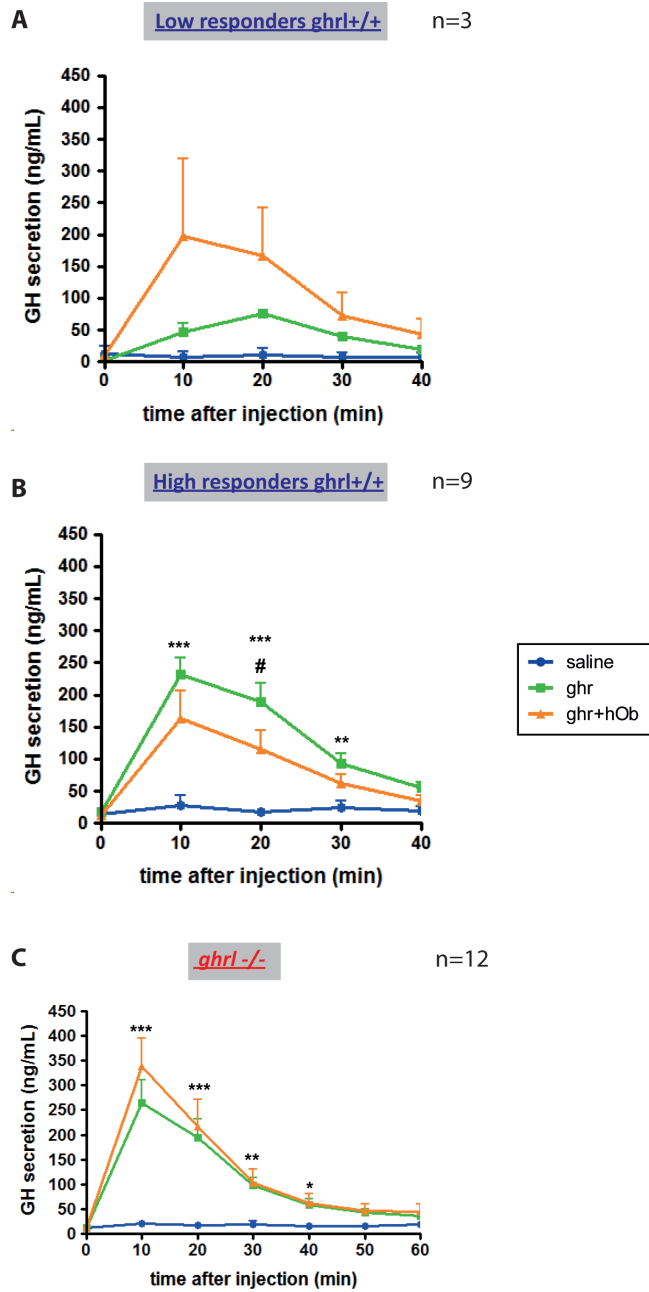 A
Low responders ghrl+/+
n=3
450
400
350
300
250
200
150
100
50
0
GH secretion (ng/mL)
0 10 20 30 40
time after injection (min)
B
High responders ghrl+/+
n=9
450
400
350
300
250
200
150
100
50
0
GH secretion (ng/mL)
*** ***
#
**
0 10 20 30 40
time after injection (min)
saline
ghr
ghr+hOb
C
ghrl -/-
n=12
450
400
350
300
250
200
150
100
50
0
GH secretion (ng/mL)
***
***
**
*
0 10 20 30 40 50 60
time after injection (min)